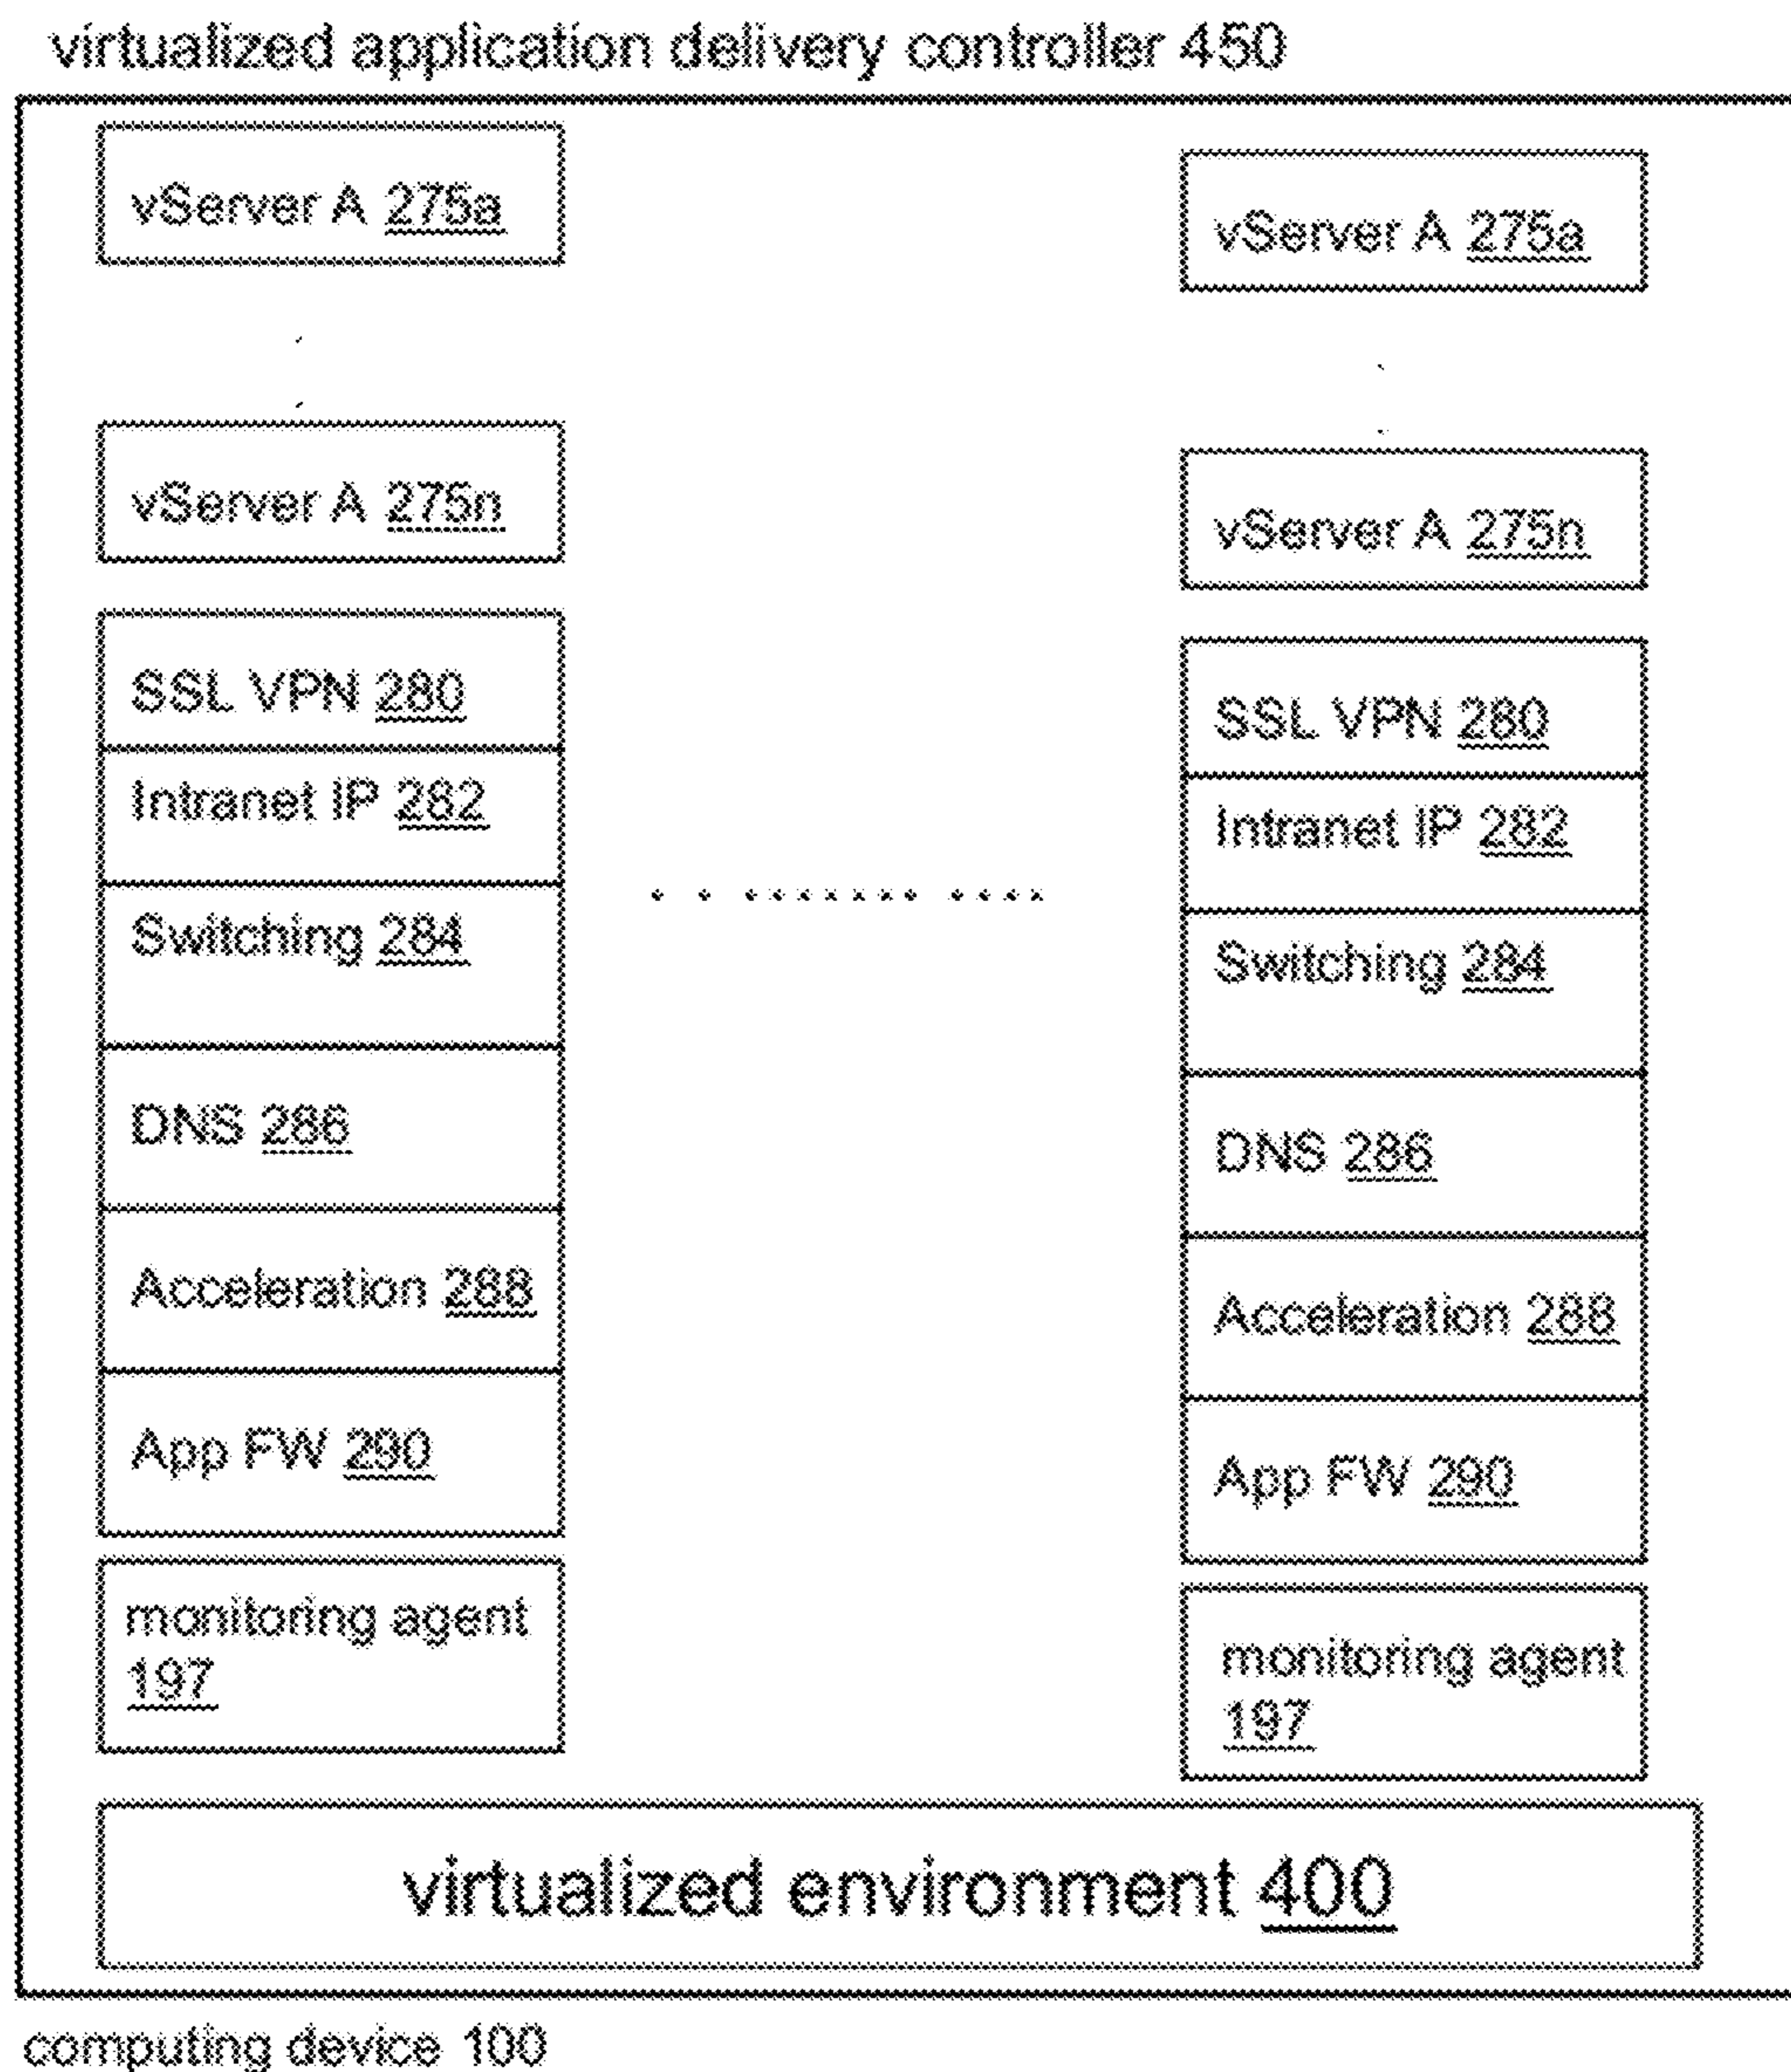 virtualized application delivery controller 450
vServer A 275a
vServer A 275n
SSL VPN 280
Intranet IP 282
Switching 284
DNS 286
Acceleration 288
App FW 290
monitoring agent
197
vServer A 275a
vServer A 275n
SSL VPN 280
Intranet IP 282
Switching 284
DNS 286
Acceleration 288
App FW 290
monitoring agent
197
virtualized environment 400
computing device 100